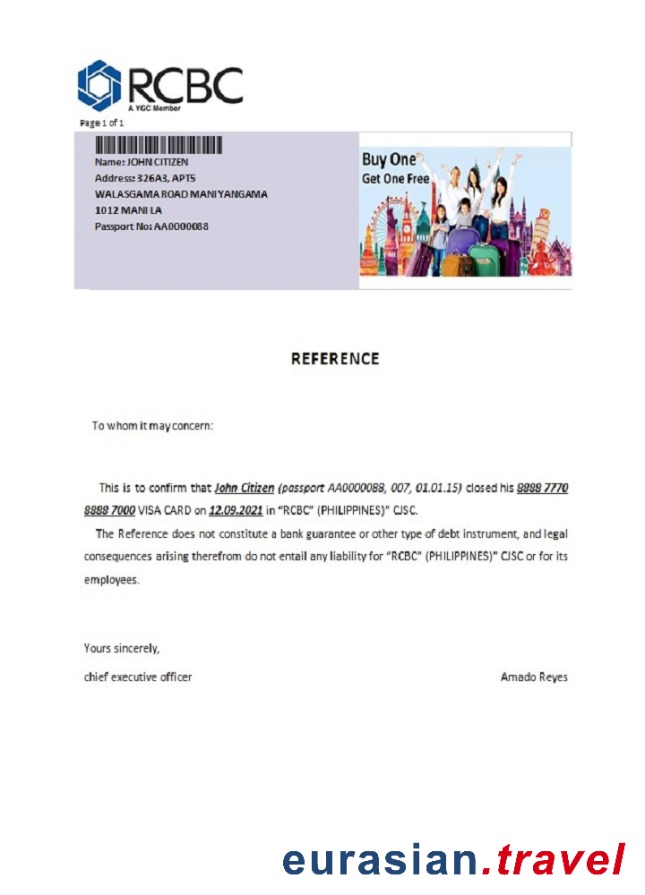 RCBC
A YGC Member
Page 1 of 1
Name: JOHN CITIZEN
Address: 326A3, APT5
WALASGAMA ROAD MANIYANGAMA
1012 MANILA
Passport No: AA0000088
Buy One
Get One Free
REFERENCE
To whom it may concern:
This is to confirm that John Citizen (passport AA0000088, 007, 01.01.15) closed his 8888 7770
8888 7000 VISA CARD on 12.09.2021 in “RCBC” (PHILIPPINES)” CJSC.
The Reference does not constitute a bank guarantee or other type of debt instrument, and legal
consequences arising therefrom do not entail any liability for “RCBC” (PHILIPPINES)” CJSC or for its
employees.
Yours sincerely,
chief executive officer Amado Reyes
eurasian.travel